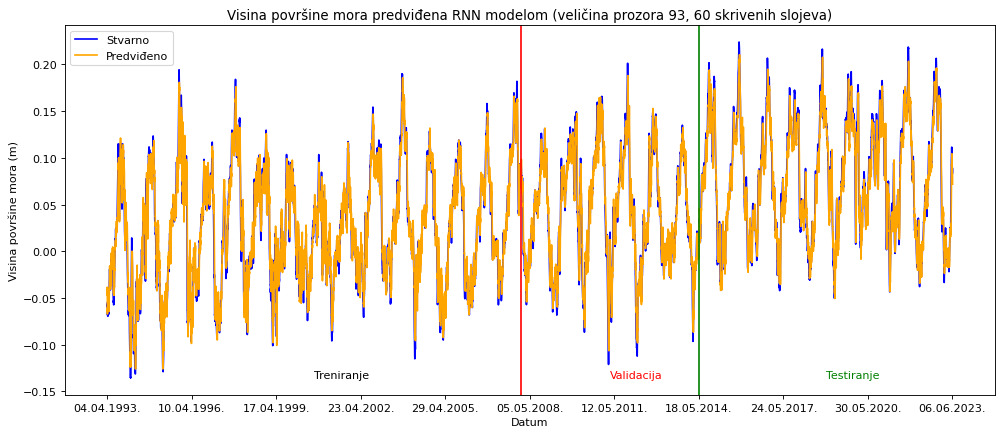 Visina površine mora predviđena RNN modelom (veličina prozora 93, 60 skrivenih slojeva)
Stvarno
Predviđeno
0.20
0.15
0.10
0.05
0.00
−0.05
−0.10
−0.15
Visina površine mora (m)
Treniranje
Validacija
Testiranje
04.04.1993. 10.04.1996. 17.04.1999. 23.04.2002. 29.04.2005. 05.05.2008. 12.05.2011. 18.05.2014. 24.05.2017. 30.05.2020. 06.06.2023.
Datum